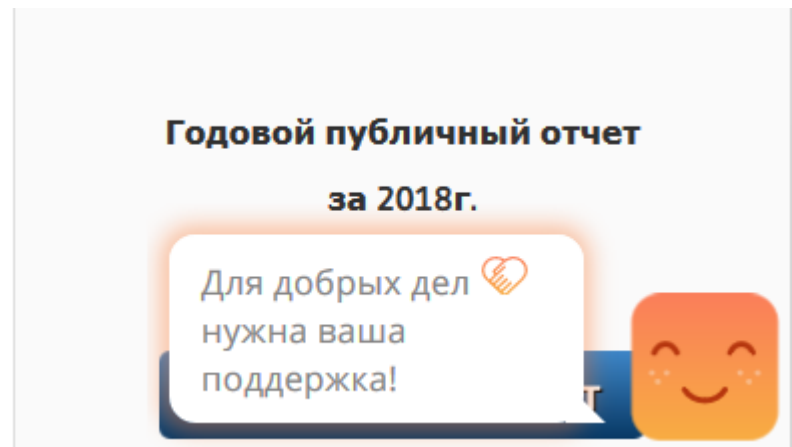 Годовой публичный отчет
за 2018г.
Для добрых дел
нужна ваша
поддержка!